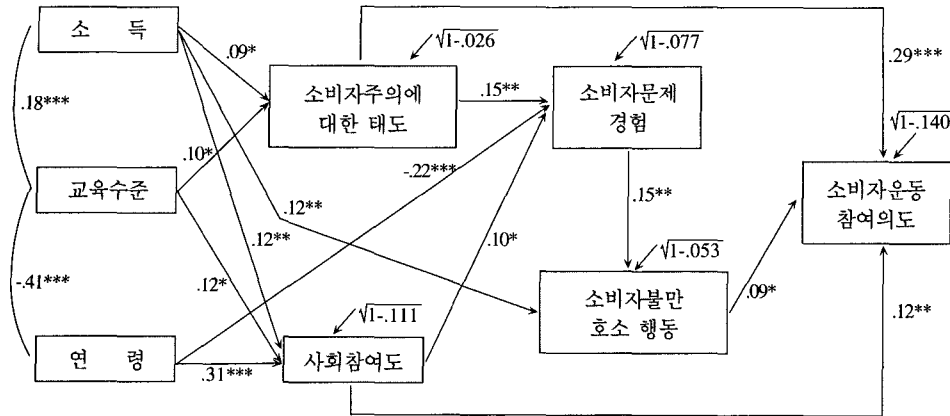 소 득
.09*
√1-.026
√1-.077
.29***
소비자주의에
대한 태도
.15**
소비자문제
경험
.18***
√1-.140
.10*
-.22***
교육수준
소비자운동
참여의도
.15**
.12**
.12**
.10*
√1-.053
-.41***
.12*
소비자불만
호소 행동
.09*
.12**
√1-.111
연 령
.31***
사회참여도